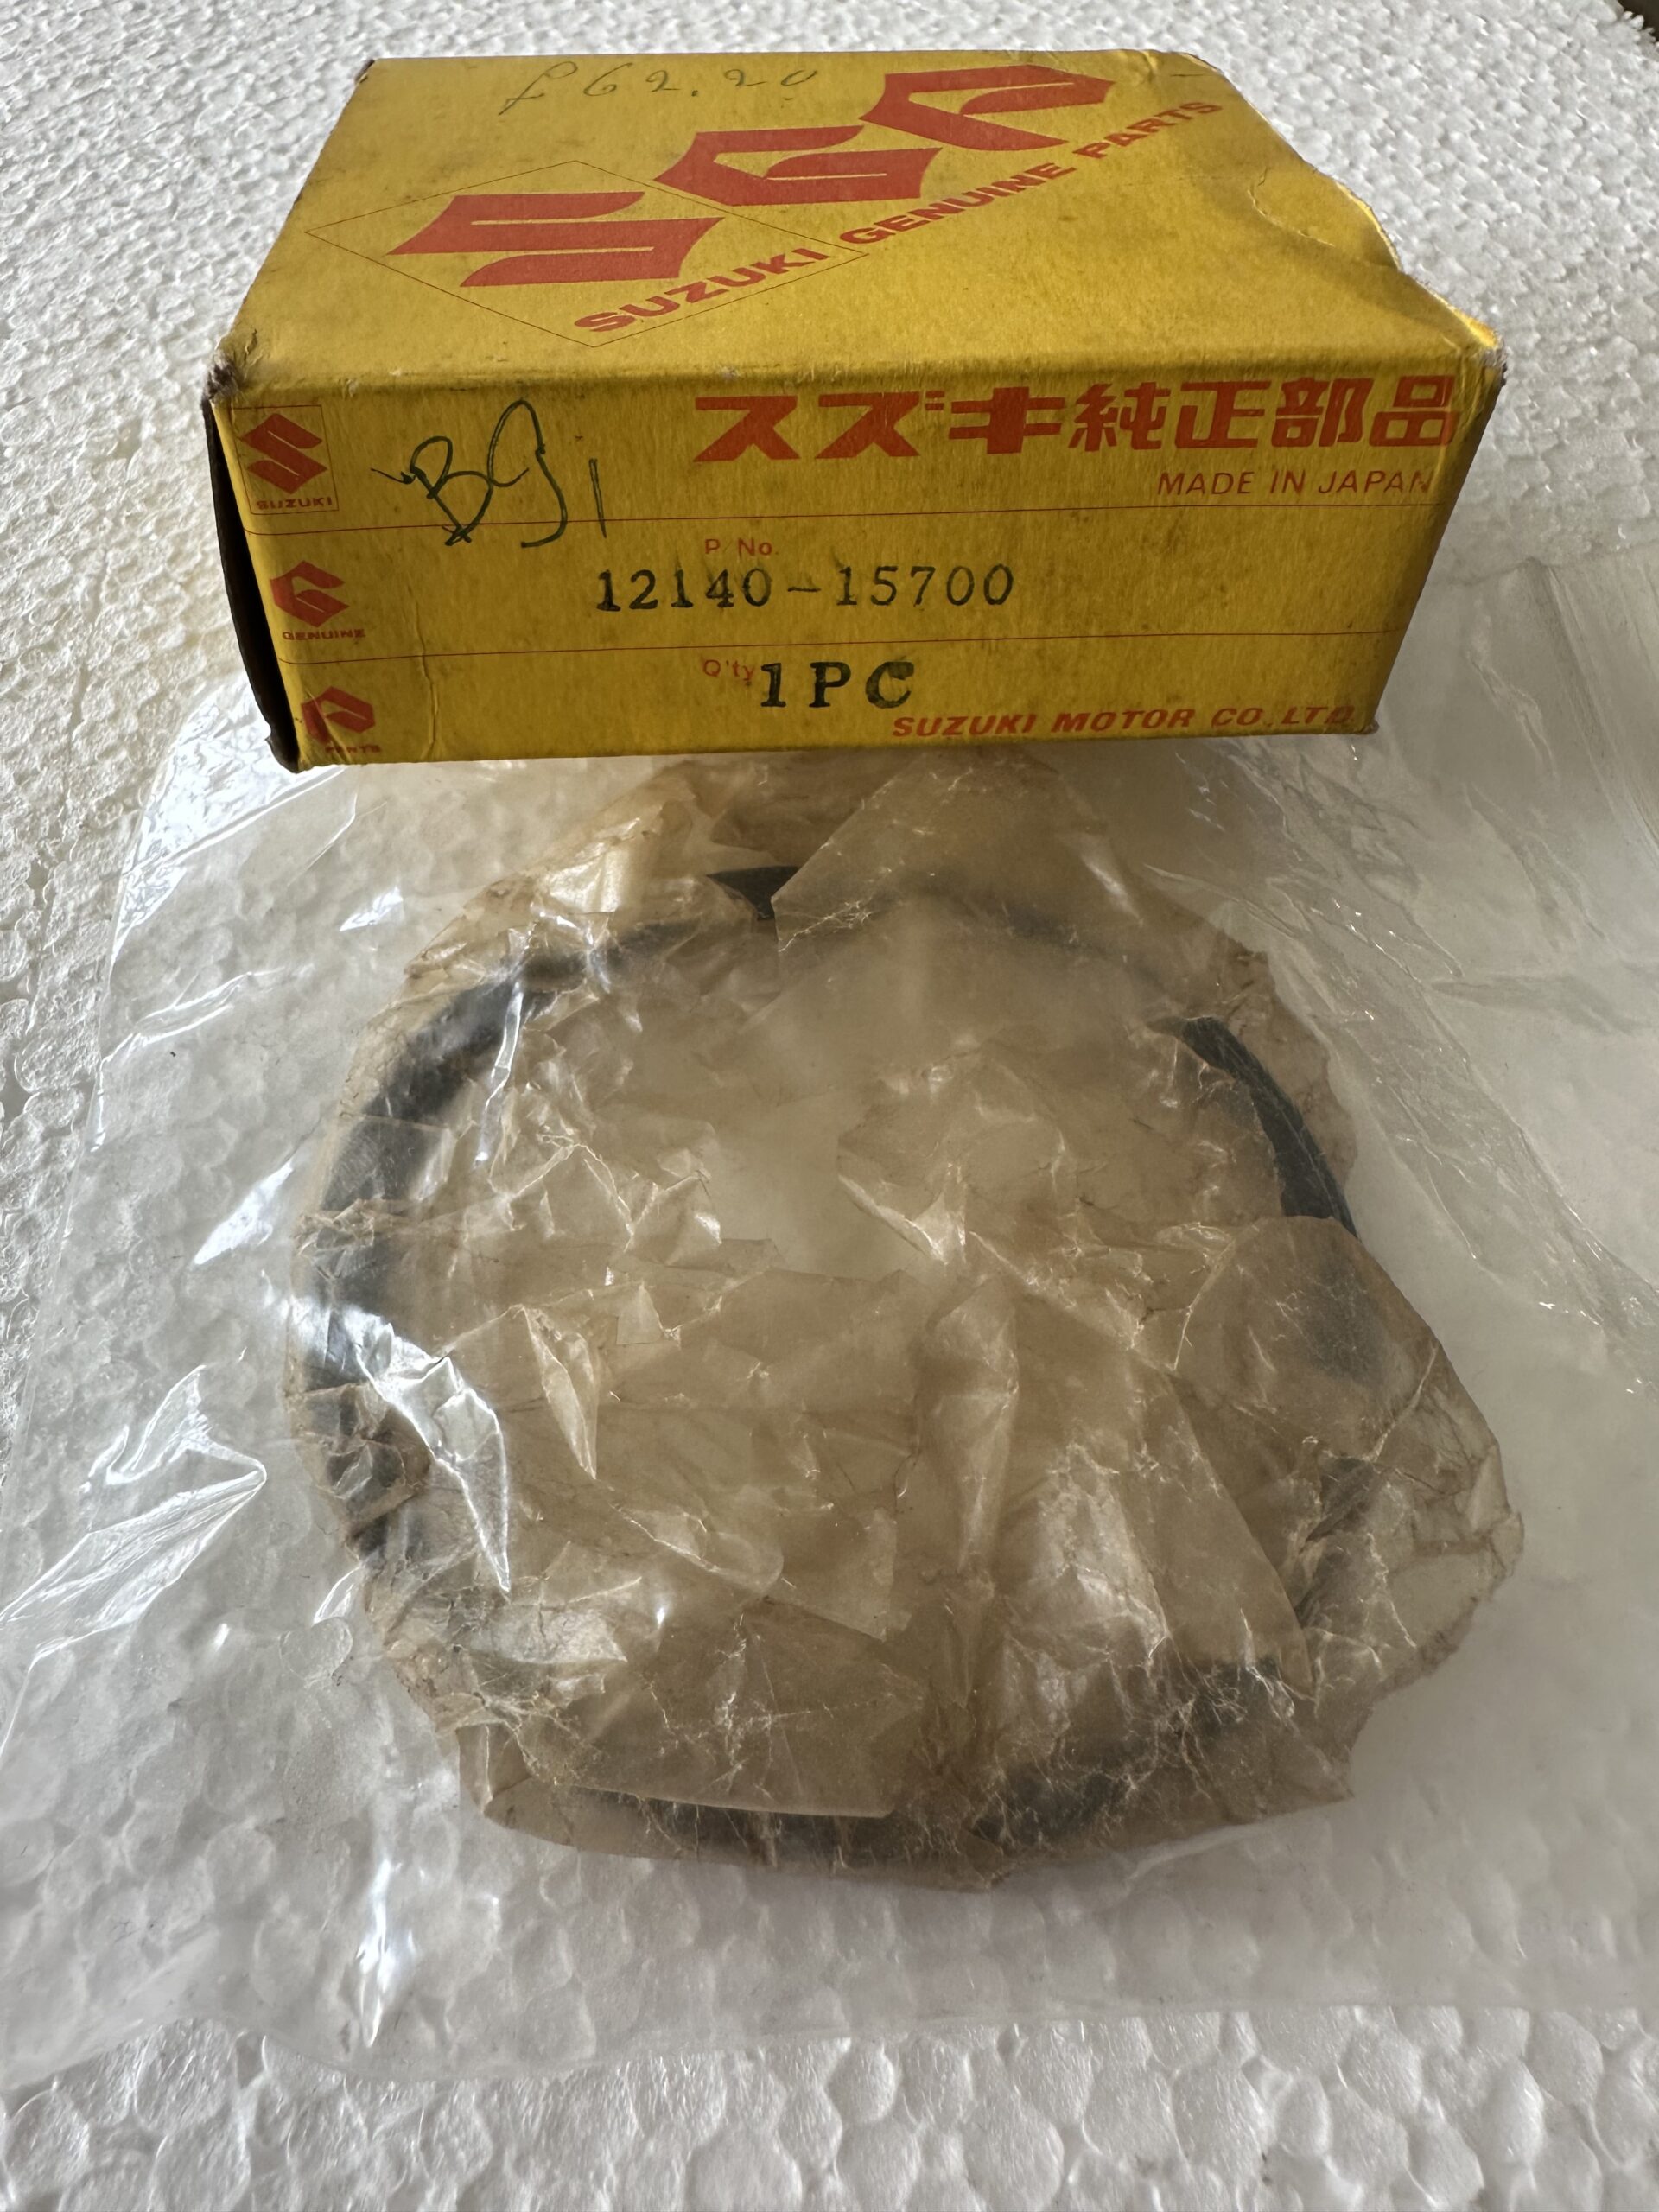 £62.20
SGP
SUZUKI GENUINE PARTS
スズキ純正部品
MADE IN JAPAN
SUZUKI
P. No.
12140-15700
GENUINE
Q'ty 1PC
SUZUKI MOTOR CO.,LTD.
PARTS